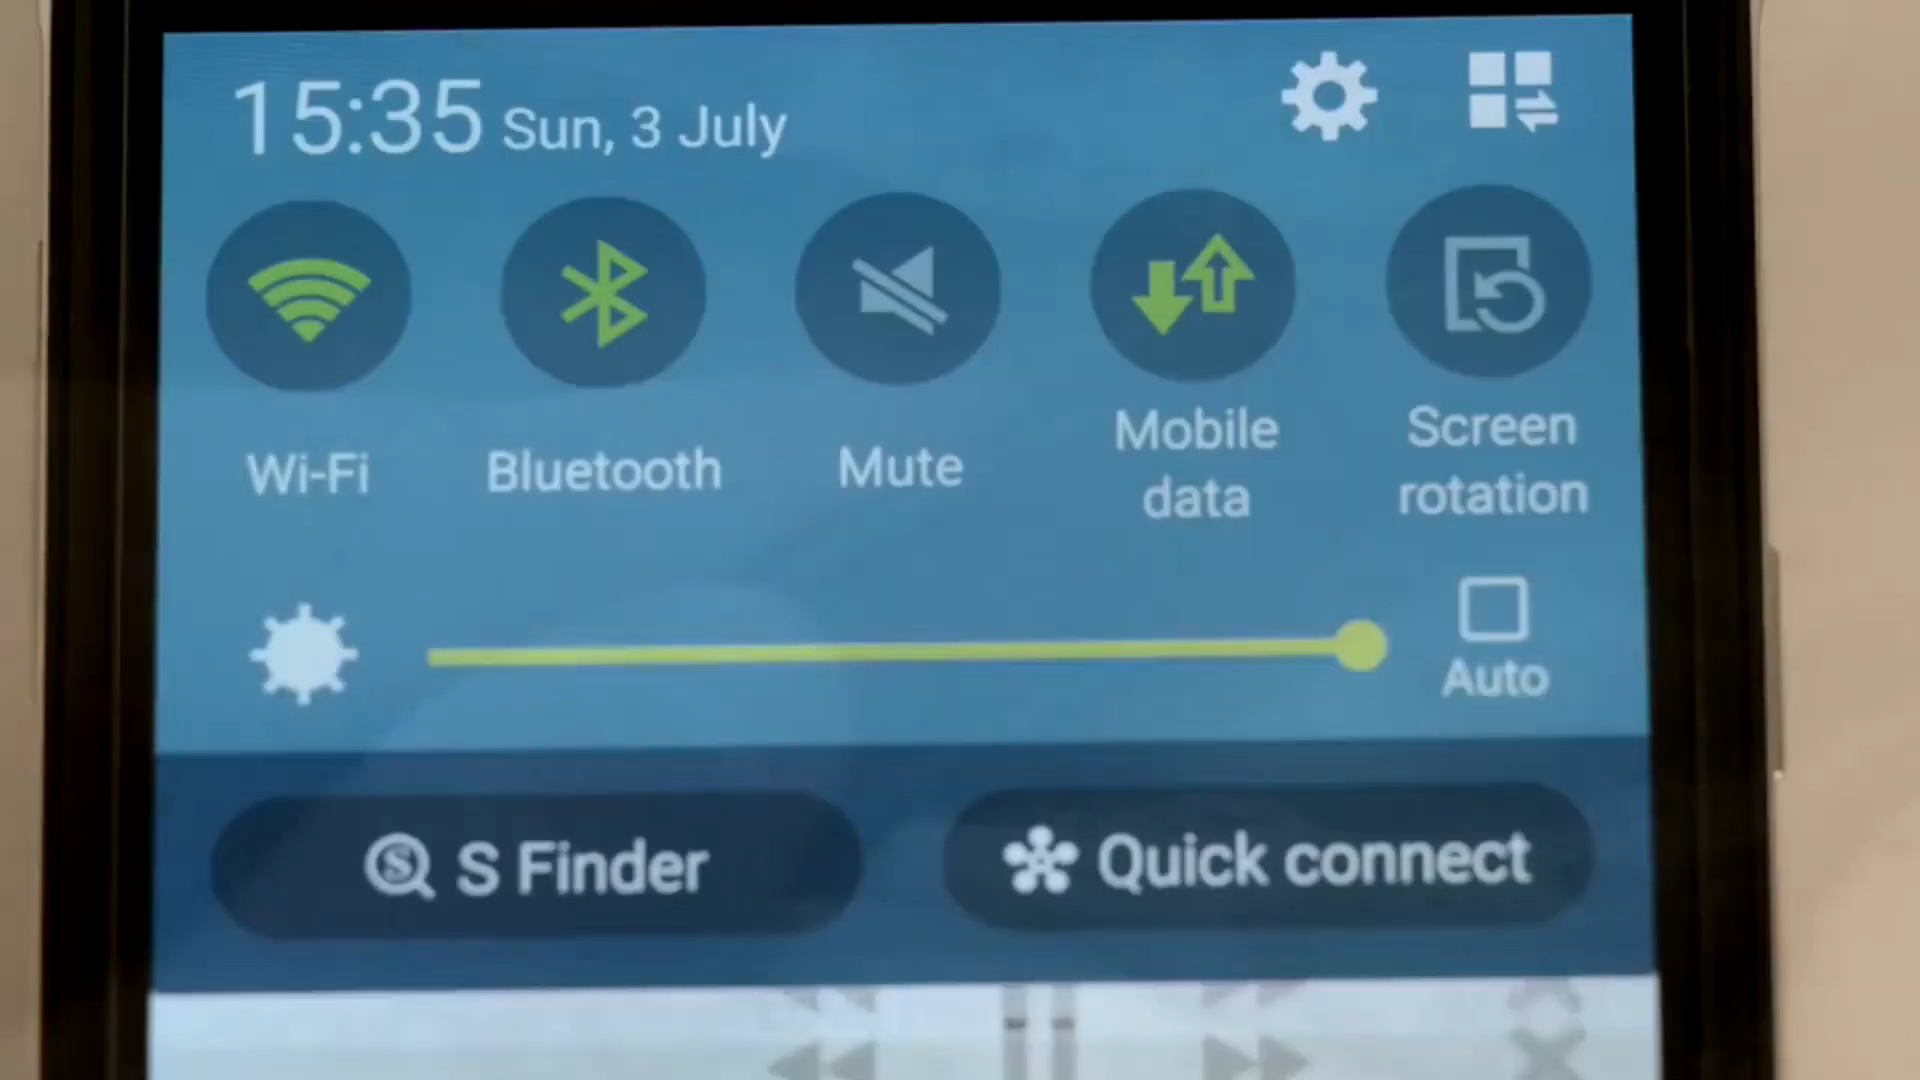 15:35 Sun, 3 July
Wi-Fi
Bluetooth
Mute
Mobile
data
Screen
rotation
Auto
S Finder
Quick connect